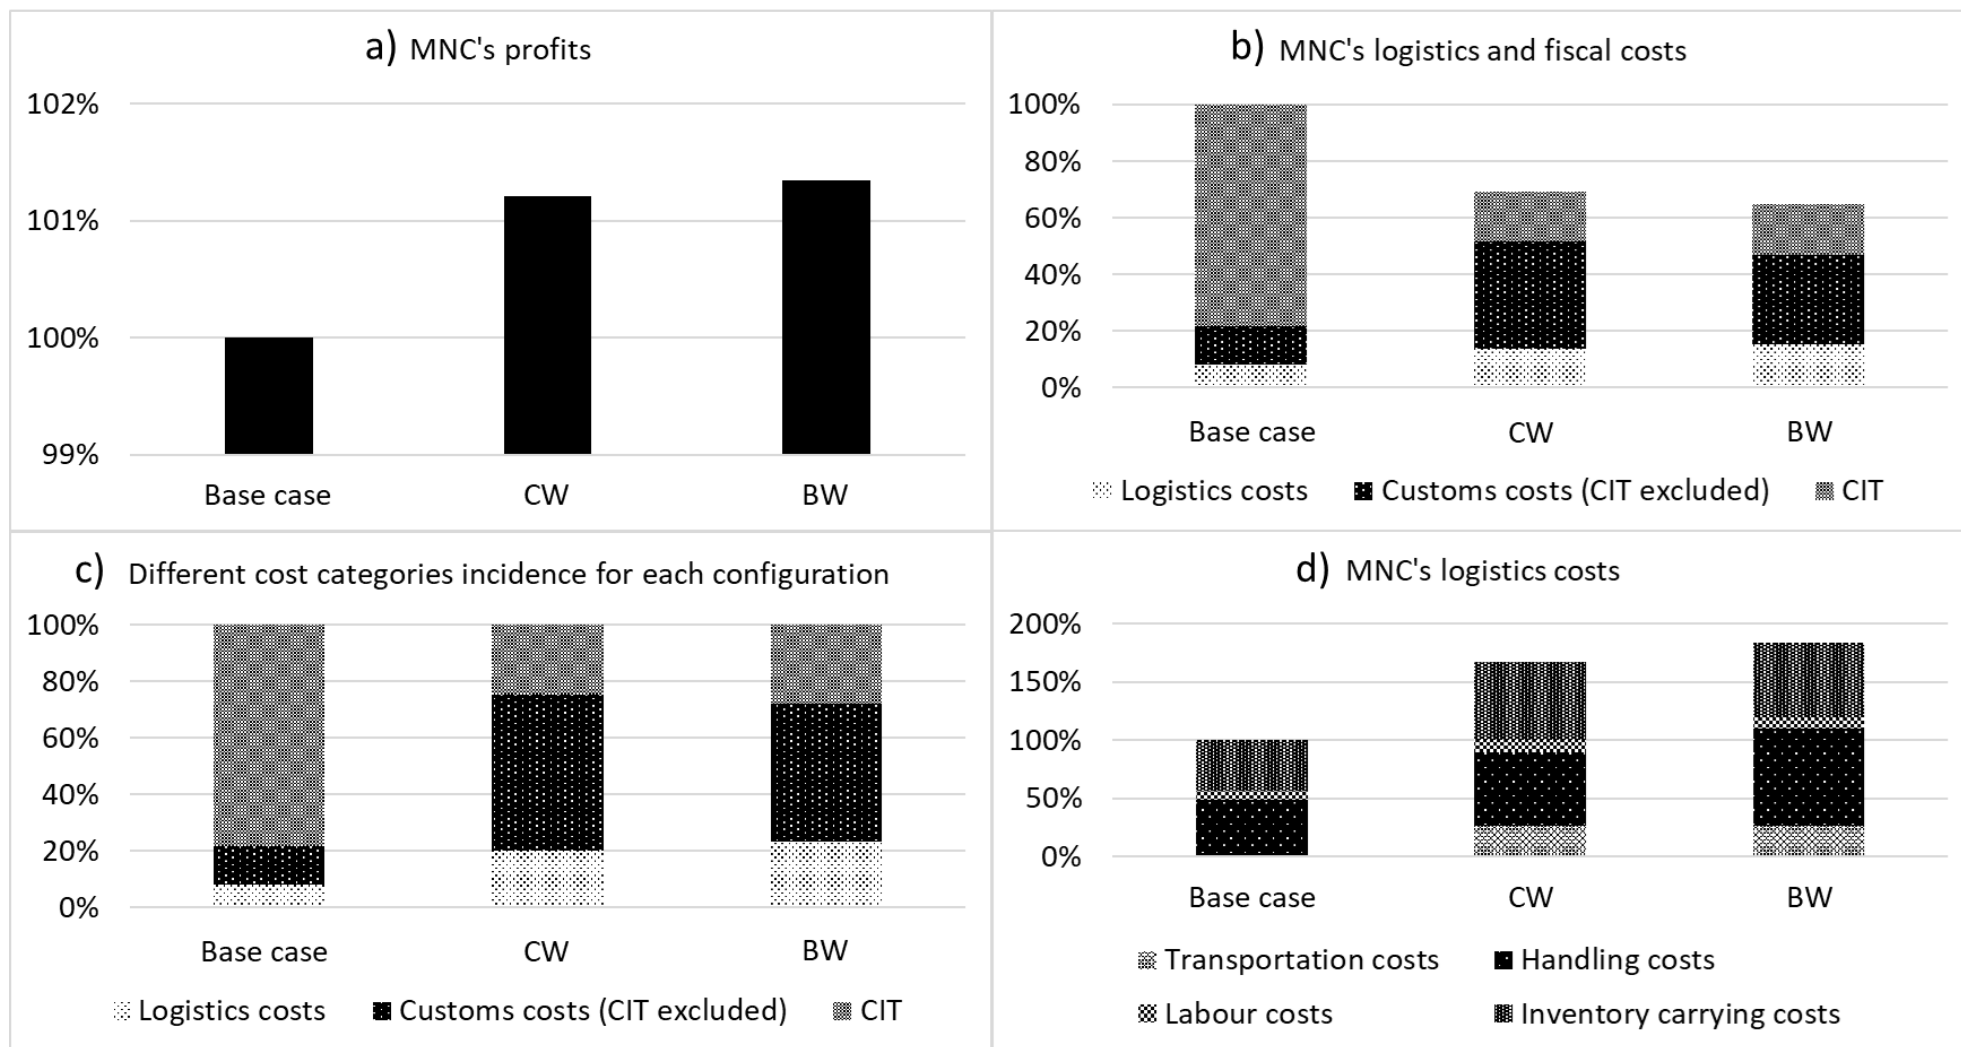 a) MNC's profits
102%
101%
100%
99%
Base case CW BW
b) MNC's logistics and fiscal costs
100%
80%
60%
40%
20%
0%
Base case CW BW
Logistics costs Customs costs (CIT excluded) CIT
c) Different cost categories incidence for each configuration
100%
80%
60%
40%
20%
0%
Base case CW BW
Logistics costs Customs costs (CIT excluded) CIT
d) MNC's logistics costs
200%
150%
100%
50%
0%
Base case CW BW
Transportation costs Handling costs
Labour costs Inventory carrying costs